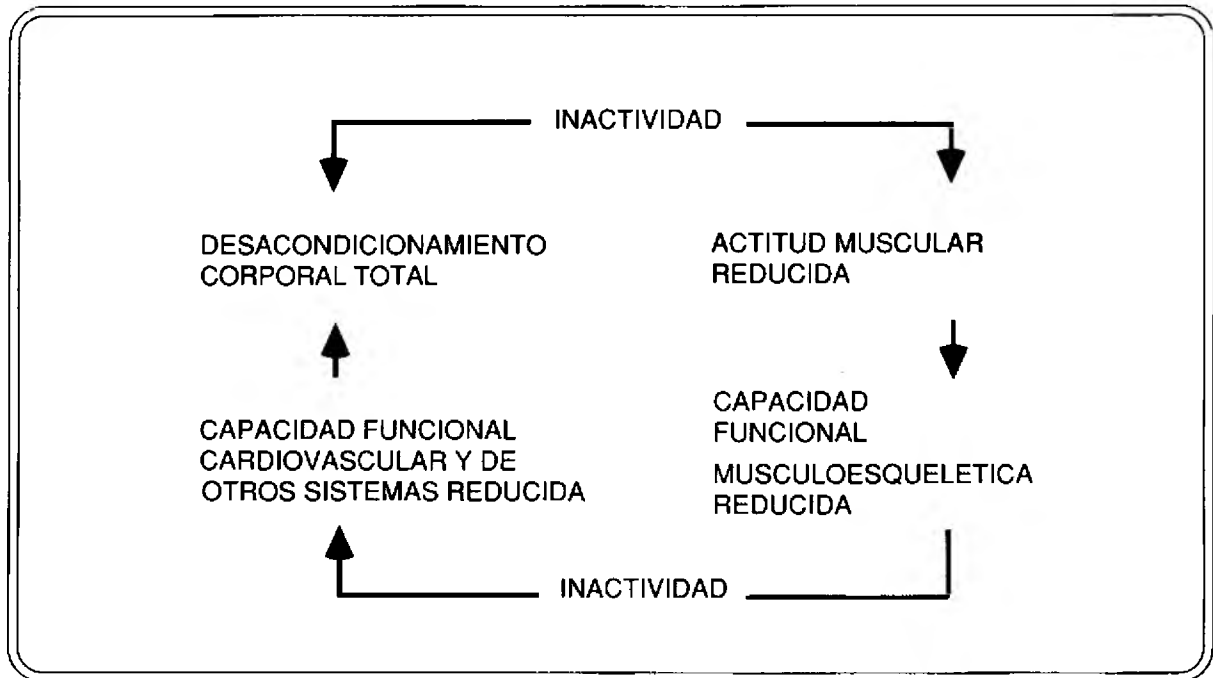 INACTIVIDAD
DESACONDICIONAMIENTO
CORPORAL TOTAL
ACTITUD MUSCULAR
REDUCIDA
CAPACIDAD FUNCIONAL
CARDIOVASCULAR Y DE
OTROS SISTEMAS REDUCIDA
CAPACIDAD
FUNCIONAL
MUSCULOESQUELETICA
REDUCIDA
INACTIVIDAD